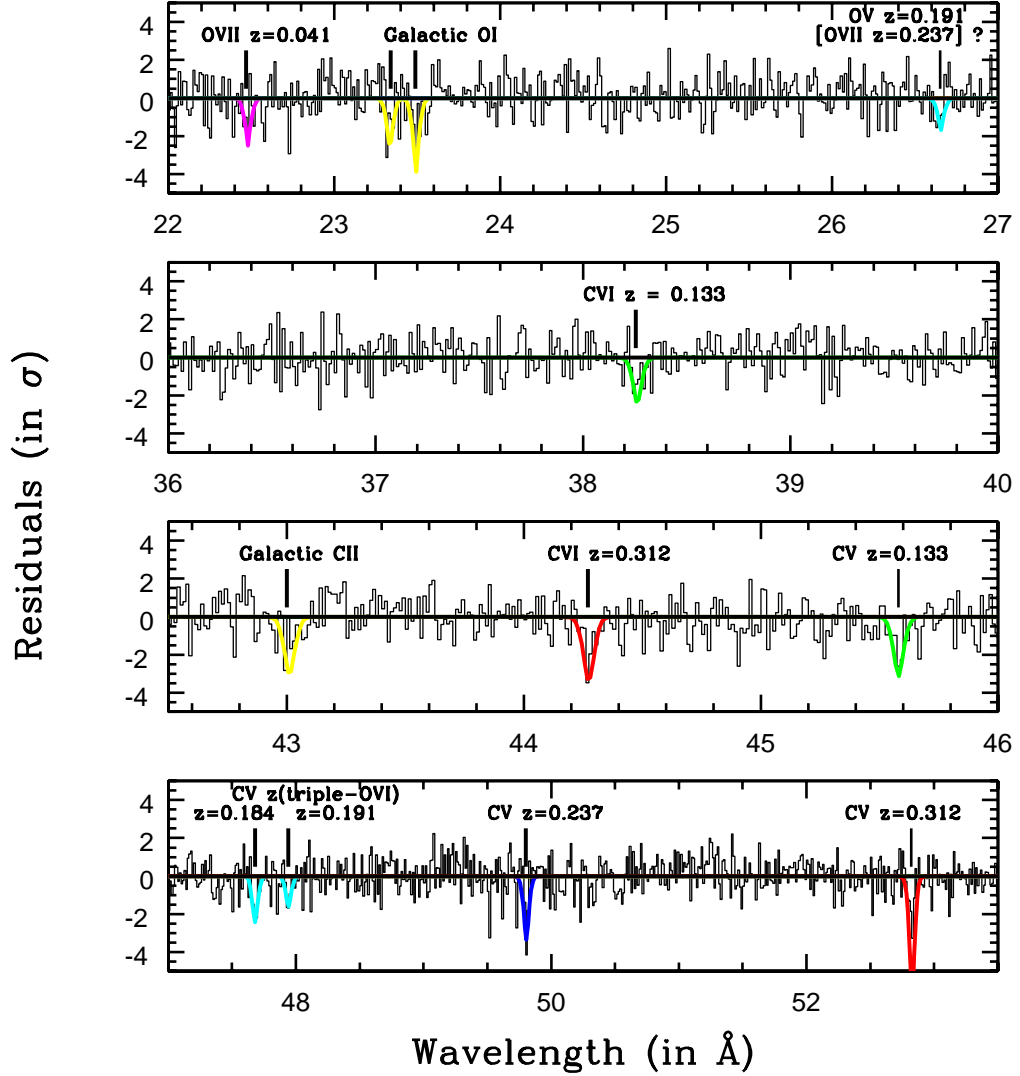 OV z=0.191
OVII z=0.041 Galactic OI [OVII z=0.237] ?
4
2
0
-2
-4
22 23 24 25 26 27
CVI z = 0.133
4
2
0
-2
-4
36 37 38 39 40
Galactic CII CVI z=0.312 CV z=0.133
4
2
0
-2
-4
43 44 45 46
CV z(triple-OVI)
z=0.184 z=0.191 CV z=0.237 CV z=0.312
4
2
0
-2
-4
48 50 52
Residuals (in σ)
Wavelength (in Å)